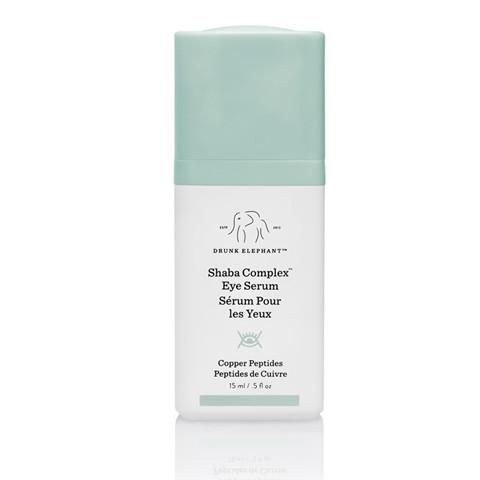 ESTD 2012
DRUNK ELEPHANT™
Shaba Complex™
Eye Serum
Sérum Pour
les Yeux
Copper Peptides
Peptides de Cuivre
15 ml / .5 fl oz